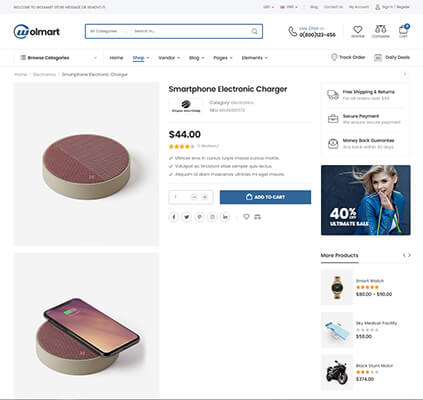 WELCOME TO WOLMART STORE MESSAGE OR REMOVE IT!
USD
ENG
Blog
Contact Us
My Account
Sign In / Register
Wolmart
All Categories
Search in...
Live Chat or :
0(800)123-456
Wishlist
Compare
Cart
Browse Categories
Home
Shop
Vendor
Blog
Pages
Elements
Track Order
Daily Deals
Home
Electronics
Smartphone Electronic Charger
Smartphone Electronic Charger
Category: Electronics
$44.00
(1 Reviews)
Ultrices eros in cursus turpis massa cursus mattis.
Volutpat ac tincidunt vitae semper quis lectus.
Aliquam id diam maecenas ultricies mi eget mauris.
1
ADD TO CART
Free Shipping & Returns
For all orders over $99
Secure Payment
We ensure secure payment
Money Back Guarantee
Any back within 30 days
40% OFF
ULTIMATE SALE
More Products
Smart Watch
$80.00 - $90.00
Sky Medical Facility
$58.00
Black Stunt Motor
$374.00